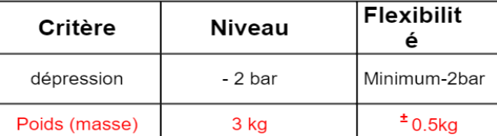 Critère Niveau Flexibilit
é
dépression - 2 bar Minimum-2bar
Poids (masse) 3 kg ± 0.5kg